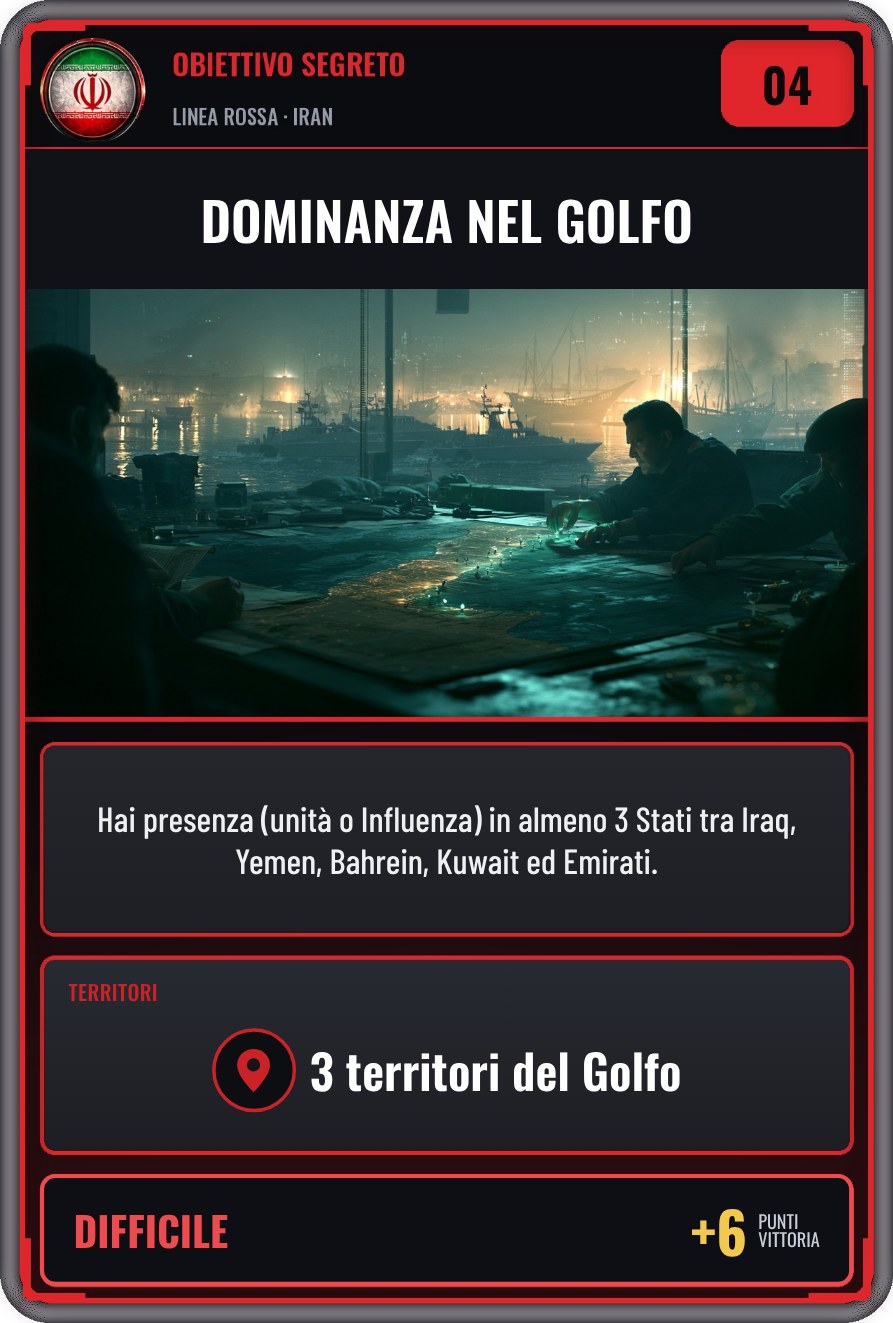 OBIETTIVO SEGRETO
LINEA ROSSA · IRAN
04
DOMINANZA NEL GOLFO
Hai presenza (unità o Influenza) in almeno 3 Stati tra Iraq,
Yemen, Bahrein, Kuwait ed Emirati.
TERRITORI
3 territori del Golfo
DIFFICILE
+6
PUNTI
VITTORIA